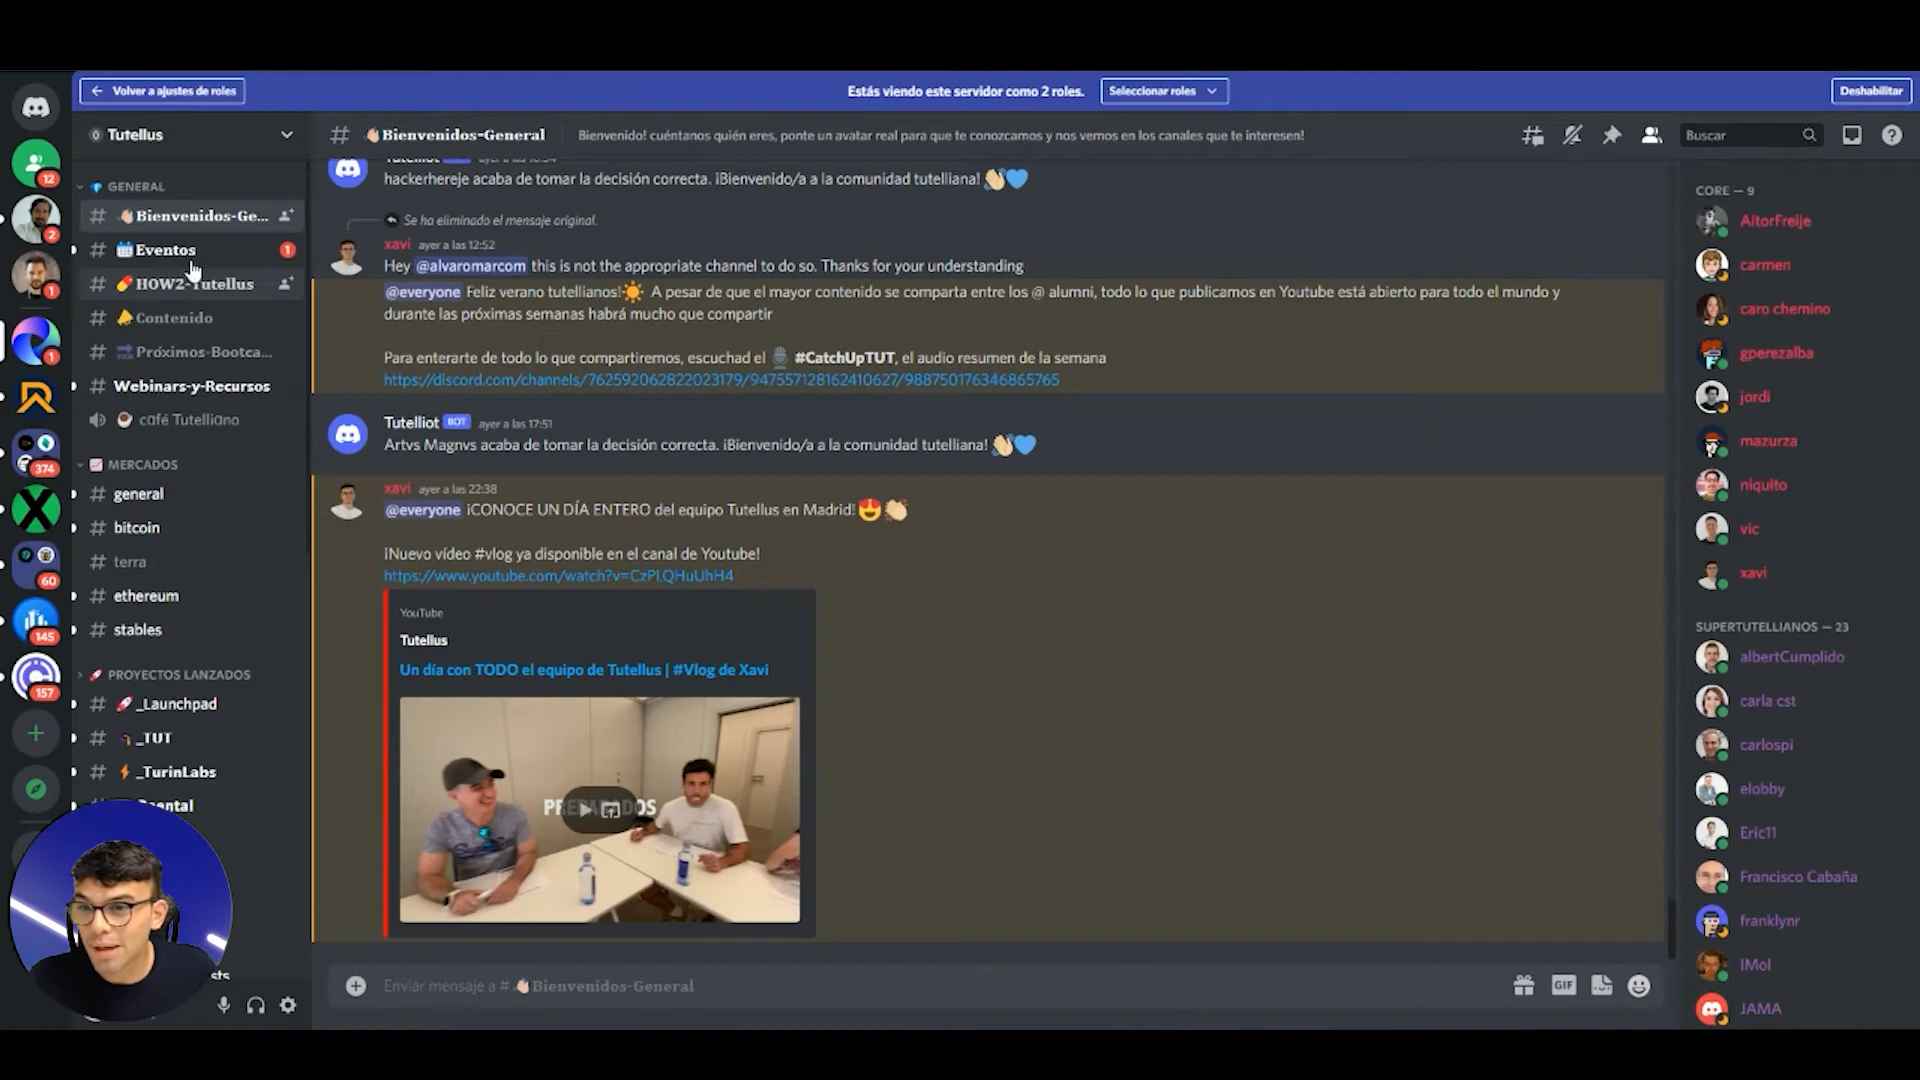 Volver a ajustes de roles
Estás viendo este servidor como 2 roles.
Seleccionar roles
Deshabilitar
Tutellus
Bienvenidos-General
Bienvenido! cuéntanos quién eres, ponte un avatar real para que te conozcamos y nos vemos en los canales que te interesen!
Buscar
12
2
1
1
374
60
145
157
GENERAL
Bienvenidos-Ge...
Eventos
1
HOW2-Tutellus
Contenido
Próximos-Bootca...
Webinars-y-Recursos
café Tutelliano
MERCADOS
general
bitcoin
terra
ethereum
stables
PROYECTOS LANZADOS
_Launchpad
_TUT
_TurinLabs
sts
Tutelliot
hackerhereje acaba de tomar la decisión correcta. ¡Bienvenido/a a la comunidad tutelliana!
Se ha eliminado el mensaje original.
xavi ayer a las 12:52
Hey @alvaromarcom this is not the appropriate channel to do so. Thanks for your understanding
@everyone Feliz verano tutellianos! A pesar de que el mayor contenido se comparta entre los @ alumni, todo lo que publicamos en Youtube está abierto para todo el mundo y
durante las próximas semanas habrá mucho que compartir
Para enterarte de todo lo que compartiremos, escuchad el #CatchUpTUT, el audio resumen de la semana
https://discord.com/channels/762592062822023179/947557128162410627/988750176346865765
Tutelliot BOT ayer a las 17:51
Artvs Magnvs acaba de tomar la decisión correcta. ¡Bienvenido/a a la comunidad tutelliana!
xavi ayer a las 22:38
@everyone ¡CONOCE UN DÍA ENTERO del equipo Tutellus en Madrid!
¡Nuevo vídeo #vlog ya disponible en el canal de Youtube!
https://www.youtube.com/watch?v=CzPLQHuUhH4
YouTube
Tutellus
Un día con TODO el equipo de Tutellus | #Vlog de Xavi
Enviar mensaje a # Bienvenidos-General
GIF
CORE — 9
AitorFreije
carmen
caro chemino
gperezalba
jordi
mazurza
niquito
vic
xavi
SUPERTUTELLIANOS — 23
albertCumplido
carla cst
carlospi
elobby
Eric11
Francisco Cabaña
franklynr
IMol
JAMA